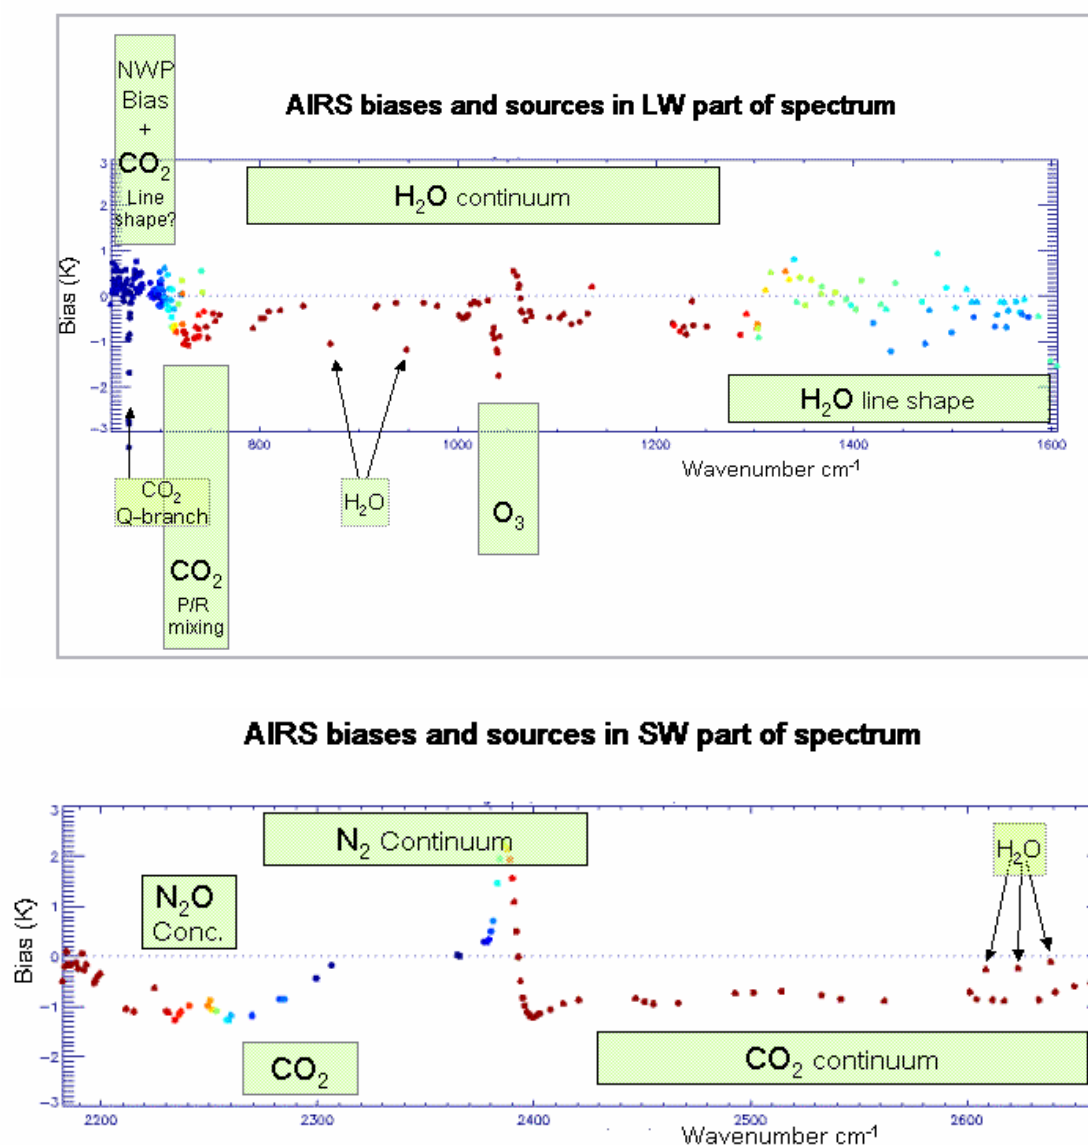 NWP
Bias
+
CO₂
Line
shape?
AIRS biases and sources in LW part of spectrum
H₂O continuum
Bias (K)
3
2
1
0
-1
-2
-3
H₂O line shape
800
1000
1200
1400
1600
Wavenumber cm⁻¹
CO₂
Q-branch
H₂O
O₃
CO₂
P/R
mixing
AIRS biases and sources in SW part of spectrum
Bias (K)
3
2
1
0
-1
-2
-3
N₂ Continuum
H₂O
N₂O
Conc.
CO₂
CO₂ continuum
2200
2300
2400
2500
2600
Wavenumber cm⁻¹